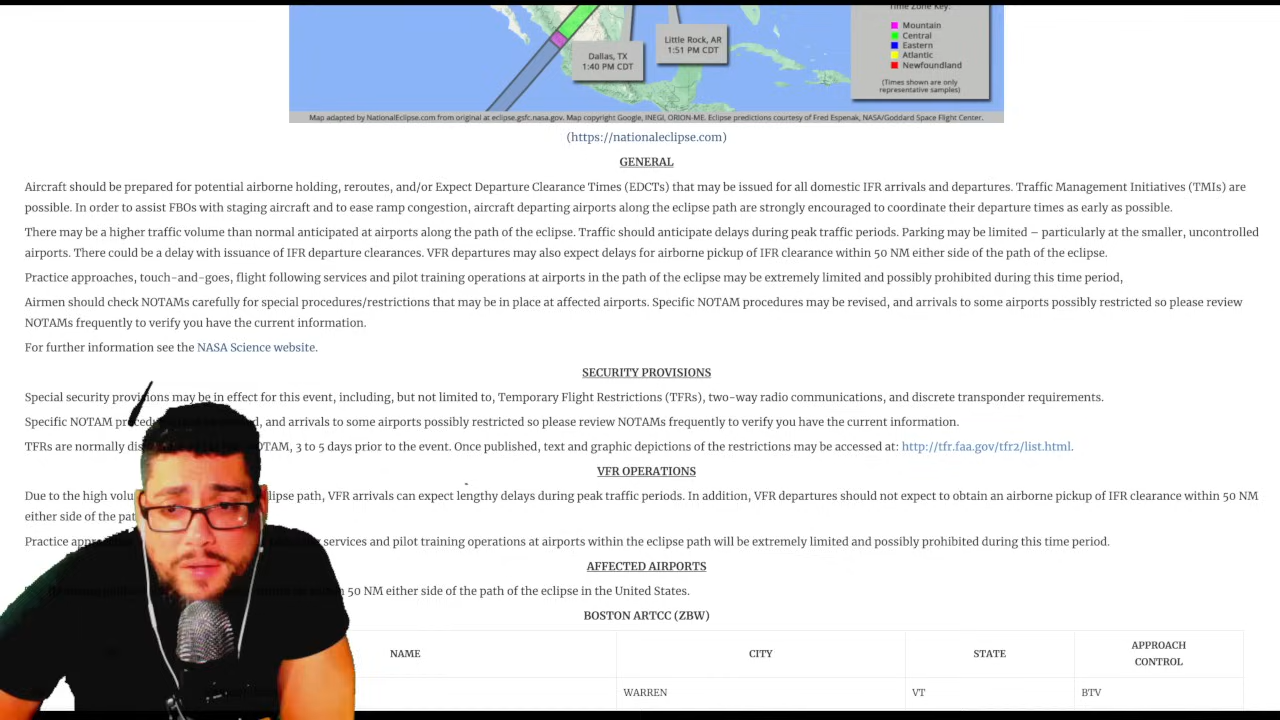 Time Zone Key:
Mountain
Central
Eastern
Atlantic
Newfoundland
(Times shown are only
representative samples)
Little Rock, AR
1:51 PM CDT
Dallas, TX
1:40 PM CDT
Map adapted by NationalEclipse.com from original at eclipse.gsfc.nasa.gov. Map copyright Google, INEGI, ORION-ME. Eclipse predictions courtesy of Fred Espenak, NASA/Goddard Space Flight Center.
(https://nationaleclipse.com)
GENERAL
Aircraft should be prepared for potential airborne holding, reroutes, and/or Expect Departure Clearance Times (EDCTs) that may be issued for all domestic IFR arrivals and departures. Traffic Management Initiatives (TMIs) are
possible. In order to assist FBOs with staging aircraft and to ease ramp congestion, aircraft departing airports along the eclipse path are strongly encouraged to coordinate their departure times as early as possible.
There may be a higher traffic volume than normal anticipated at airports along the path of the eclipse. Traffic should anticipate delays during peak traffic periods. Parking may be limited – particularly at the smaller, uncontrolled
airports. There could be a delay with issuance of IFR departure clearances. VFR departures may also expect delays for airborne pickup of IFR clearance within 50 NM either side of the path of the eclipse.
Practice approaches, touch-and-goes, flight following services and pilot training operations at airports in the path of the eclipse may be extremely limited and possibly prohibited during this time period,
Airmen should check NOTAMs carefully for special procedures/restrictions that may be in place at affected airports. Specific NOTAM procedures may be revised, and arrivals to some airports possibly restricted so please review
NOTAMs frequently to verify you have the current information.
For further information see the NASA Science website.
SECURITY PROVISIONS
Special security provisions may be in effect for this event, including, but not limited to, Temporary Flight Restrictions (TFRs), two-way radio communications, and discrete transponder requirements.
Specific NOTAM and arrivals to some airports possibly restricted so please review NOTAMs frequently to verify you have the current information.
TFRs are normally NOTAM, 3 to 5 days prior to the event. Once published, text and graphic depictions of the restrictions may be accessed at: http://tfr.faa.gov/tfr2/list.html.
VFR OPERATIONS
Due to the high eclipse path, VFR arrivals can expect lengthy delays during peak traffic periods. In addition, VFR departures should not expect to obtain an airborne pickup of IFR clearance within 50 NM
either side of the
Practice services and pilot training operations at airports within the eclipse path will be extremely limited and possibly prohibited during this time period.
AFFECTED AIRPORTS
50 NM either side of the path of the eclipse in the United States.
BOSTON ARTCC (ZBW)
NAME CITY STATE APPROACH
CONTROL
WARREN VT BTV